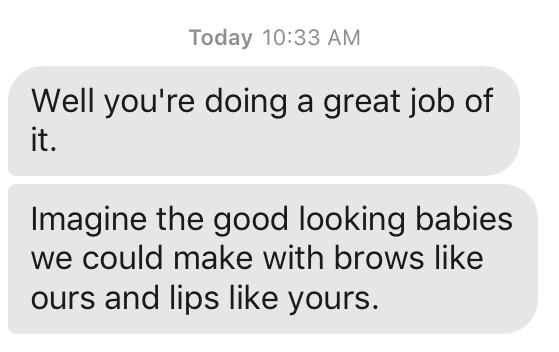 Today 10:33 AM
Well you're doing a great job of
it.
Imagine the good looking babies
we could make with brows like
ours and lips like yours.